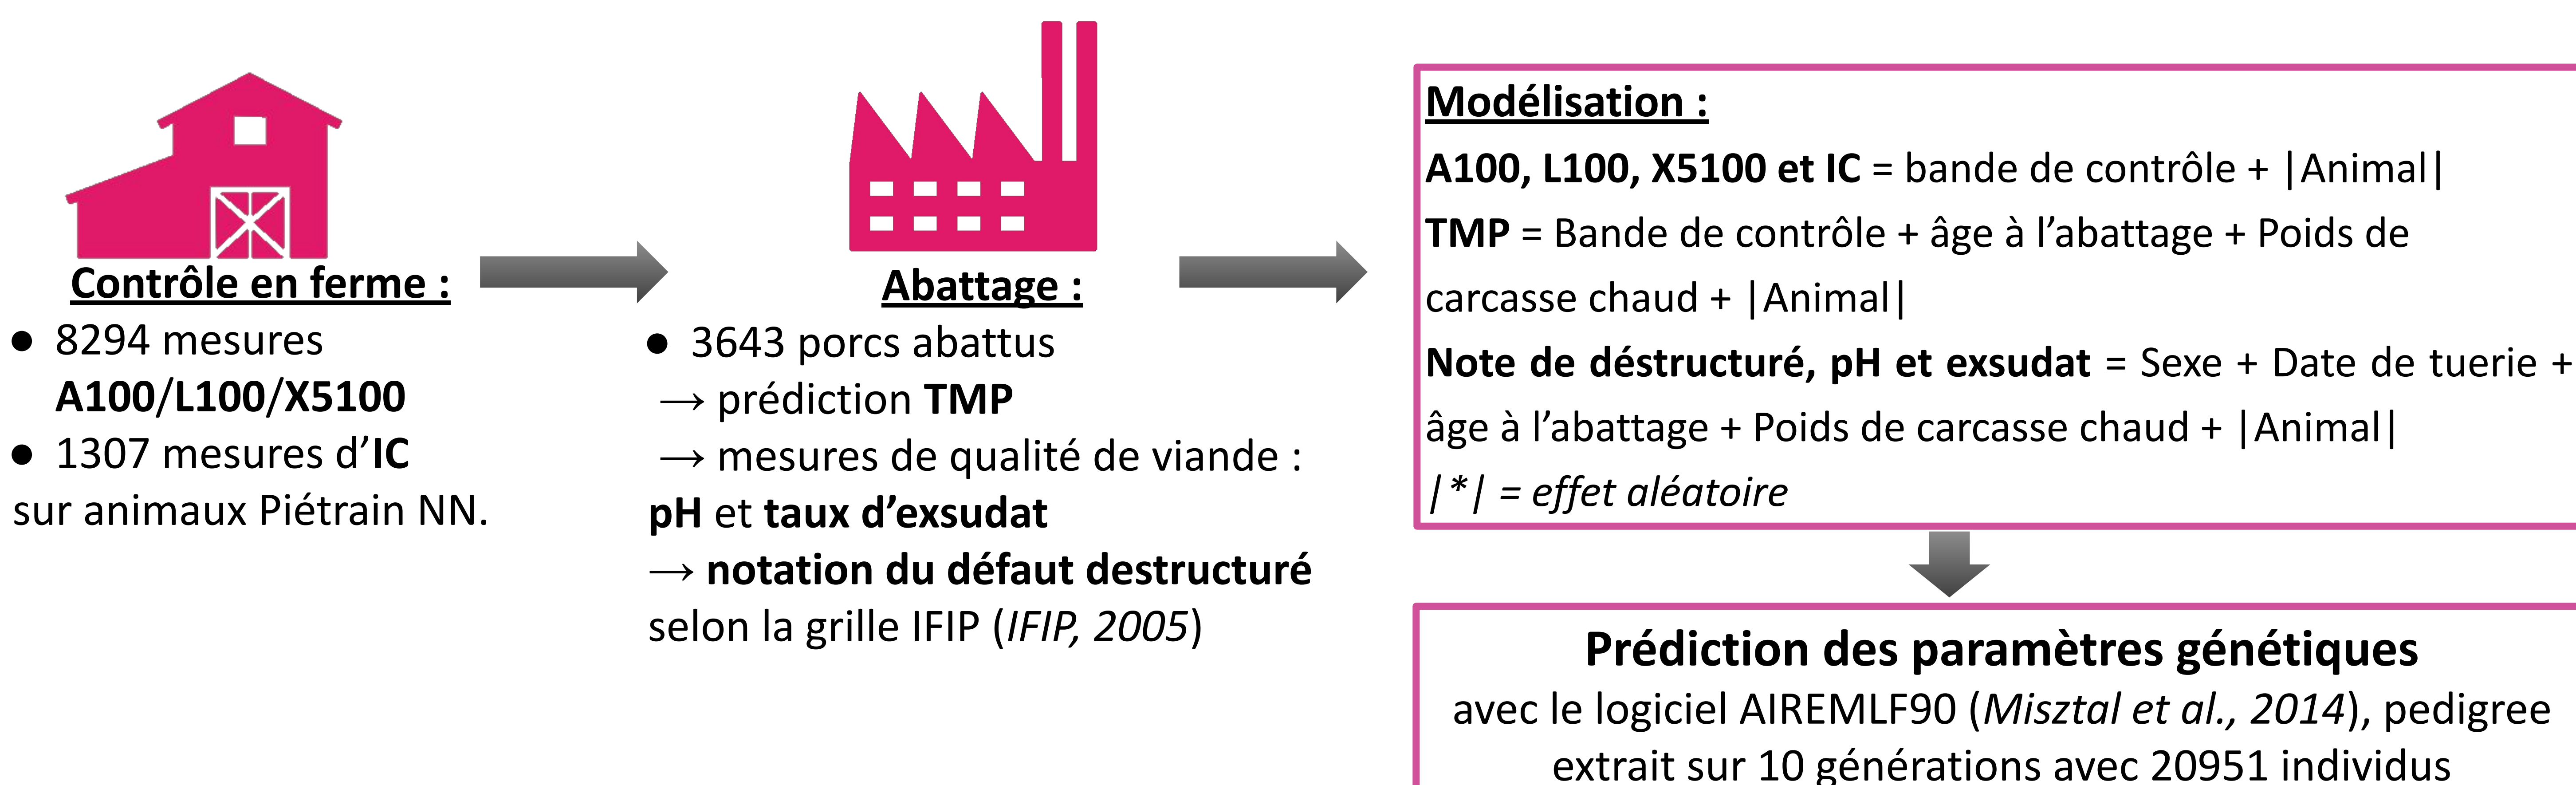 Contrôle en ferme :
● 8294 mesures
A100/L100/X5100
● 1307 mesures d’IC
sur animaux Piétrain NN.
Abattage :
● 3643 porcs abattus
→ prédiction TMP
→ mesures de qualité de viande :
pH et taux d’exsudat
→ notation du défaut destructuré
selon la grille IFIP (IFIP, 2005)
Modélisation :
A100, L100, X5100 et IC = bande de contrôle + |Animal|
TMP = Bande de contrôle + âge à l’abattage + Poids de
carcasse chaud + |Animal|
Note de déstructuré, pH et exsudat = Sexe + Date de tuerie +
âge à l’abattage + Poids de carcasse chaud + |Animal|
|*| = effet aléatoire
Prédiction des paramètres génétiques
avec le logiciel AIREMLF90 (Misztal et al., 2014), pedigree
extrait sur 10 générations avec 20951 individus